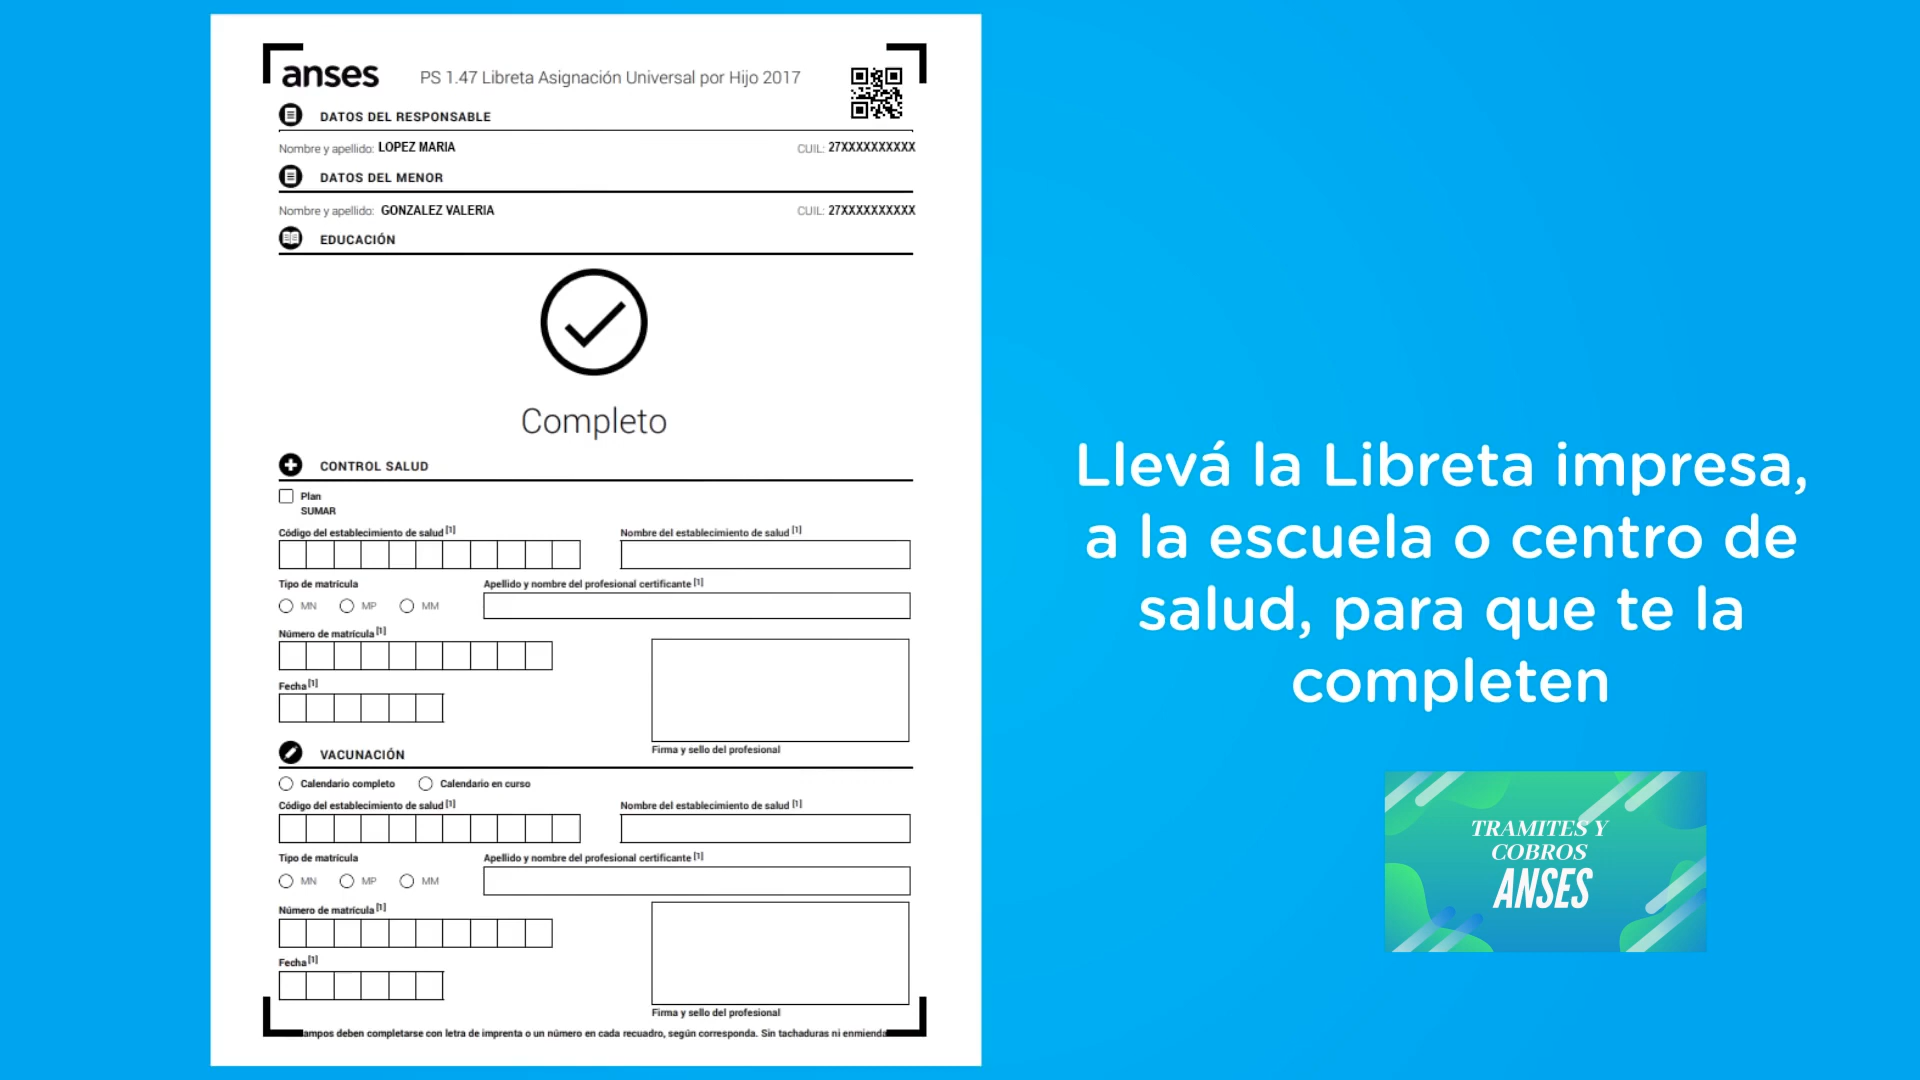 anses
PS 1.47 Libreta Asignación Universal por Hijo 2017
DATOS DEL RESPONSABLE
Nombre y apellido: LOPEZ MARIA CUIL: 27XXXXXXXXXX
DATOS DEL MENOR
Nombre y apellido: GONZALEZ VALERIA CUIL: 27XXXXXXXXXX
EDUCACIÓN
Completo
CONTROL SALUD
Plan
SUMAR
Código del establecimiento de salud [1] Nombre del establecimiento de salud [1]
Tipo de matrícula Apellido y nombre del profesional certificante [1]
MN MP MM
Número de matrícula [1]
Fecha [1]
Firma y sello del profesional
VACUNACIÓN
Calendario completo Calendario en curso
Código del establecimiento de salud [1] Nombre del establecimiento de salud [1]
Tipo de matrícula Apellido y nombre del profesional certificante [1]
MN MP MM
Número de matrícula [1]
Fecha [1]
Firma y sello del profesional
ampos deben completarse con letra de imprenta o un número en cada recuadro, según corresponda. Sin tachaduras ni enmienda
Llevá la Libreta impresa,
a la escuela o centro de
salud, para que te la
completen
TRAMITES Y
COBROS
ANSES